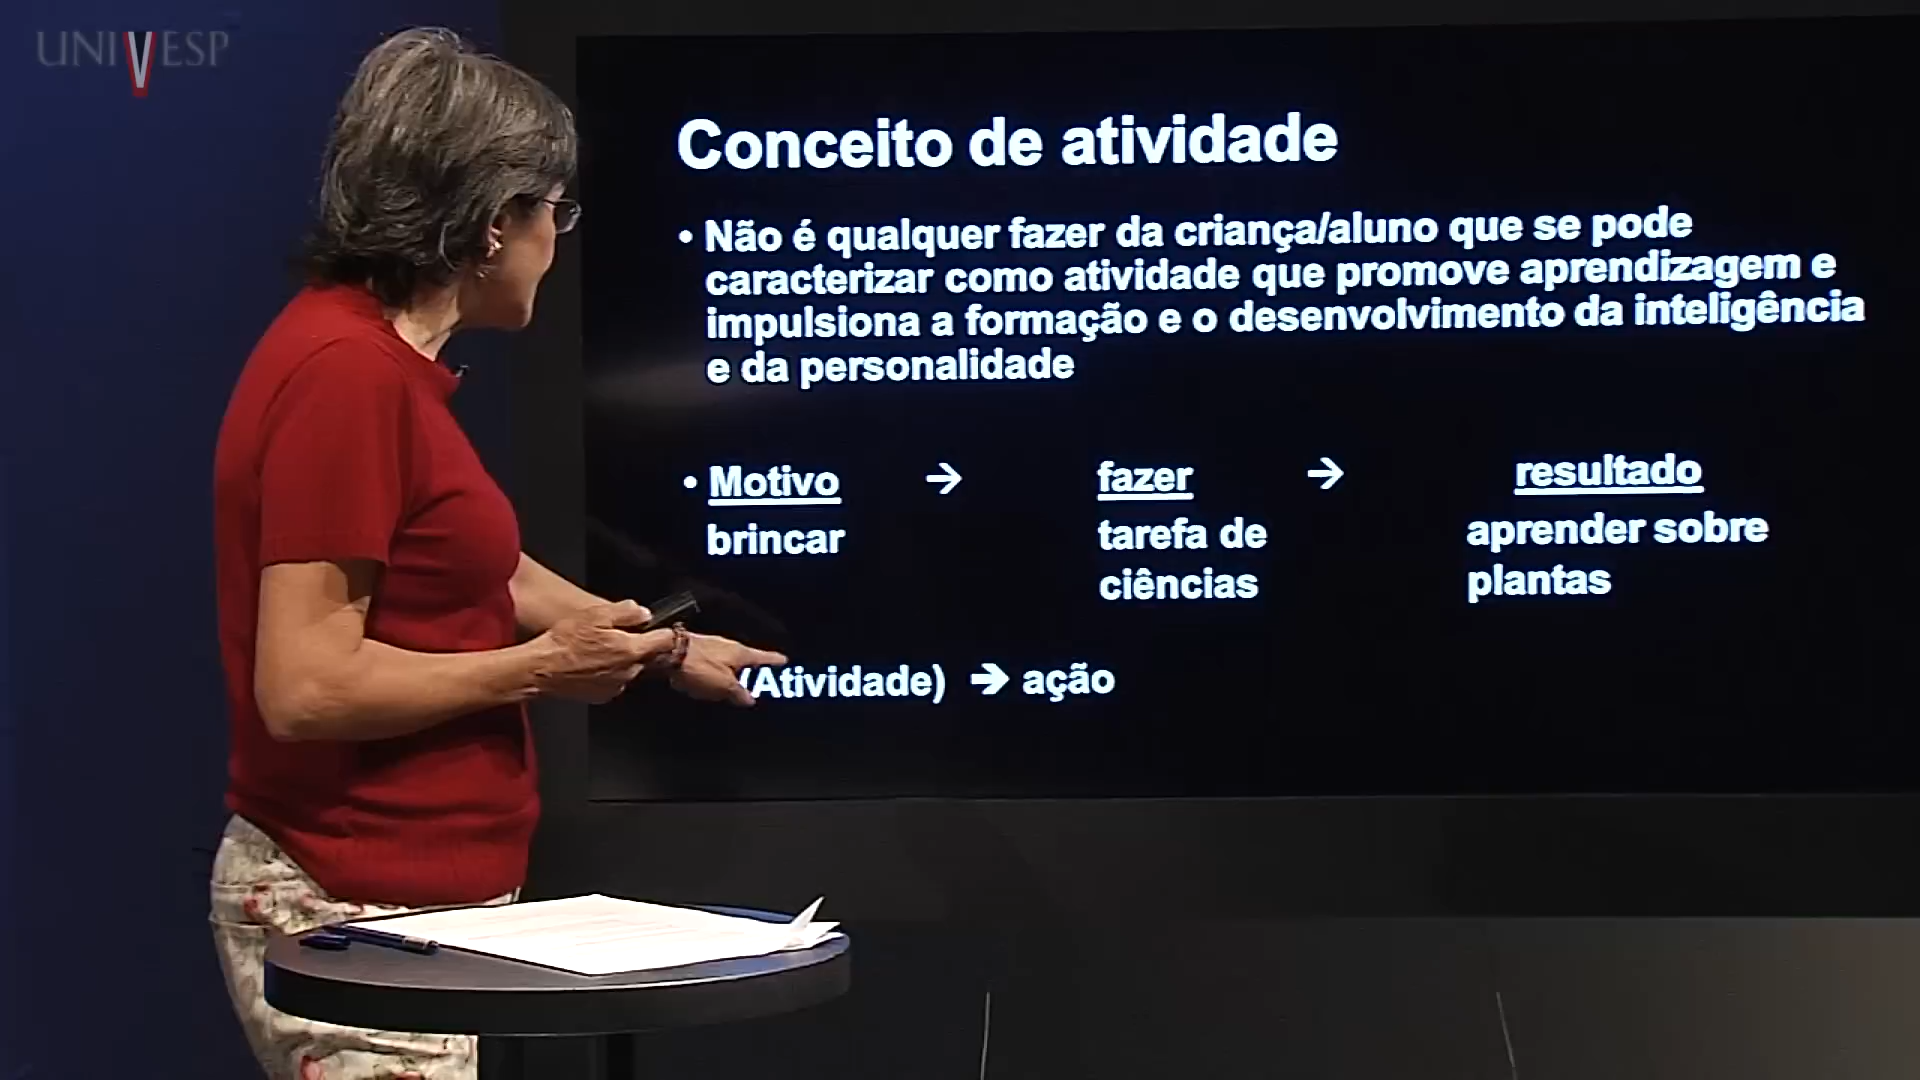 UNIVESP
Conceito de atividade
• Não é qualquer fazer da criança/aluno que se pode
caracterizar como atividade que promove aprendizagem e
impulsiona a formação e o desenvolvimento da inteligência
e da personalidade
• Motivo → fazer → resultado
brincar tarefa de aprender sobre
ciências plantas
(Atividade) → ação